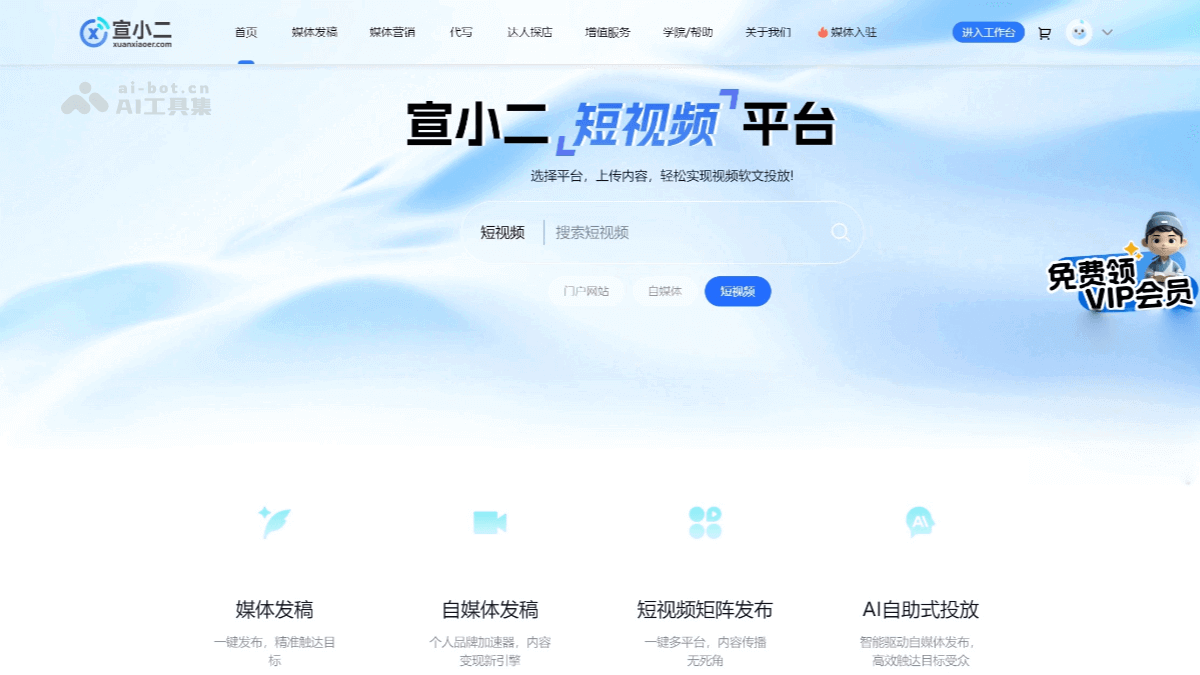 宣小二
xuanxiaoer.com
首页 媒体发稿 媒体营销 代写 达人探店 增值服务 学院/帮助 关于我们 媒体入驻 进入工作台
ai-bot.cn
AI工具集
宣小二 短视频 平台
选择平台，上传内容，轻松实现视频软文投放!
短视频 搜索短视频
门户网站 自媒体 短视频
免费领
VIP会员
AI
媒体发稿 自媒体发稿 短视频矩阵发布 AI自助式投放
一键发布，精准触达目 个人品牌加速器，内容 一键多平台，内容传播 智能驱动自媒体发布，
标 变现新引擎 无死角 高效触达目标受众